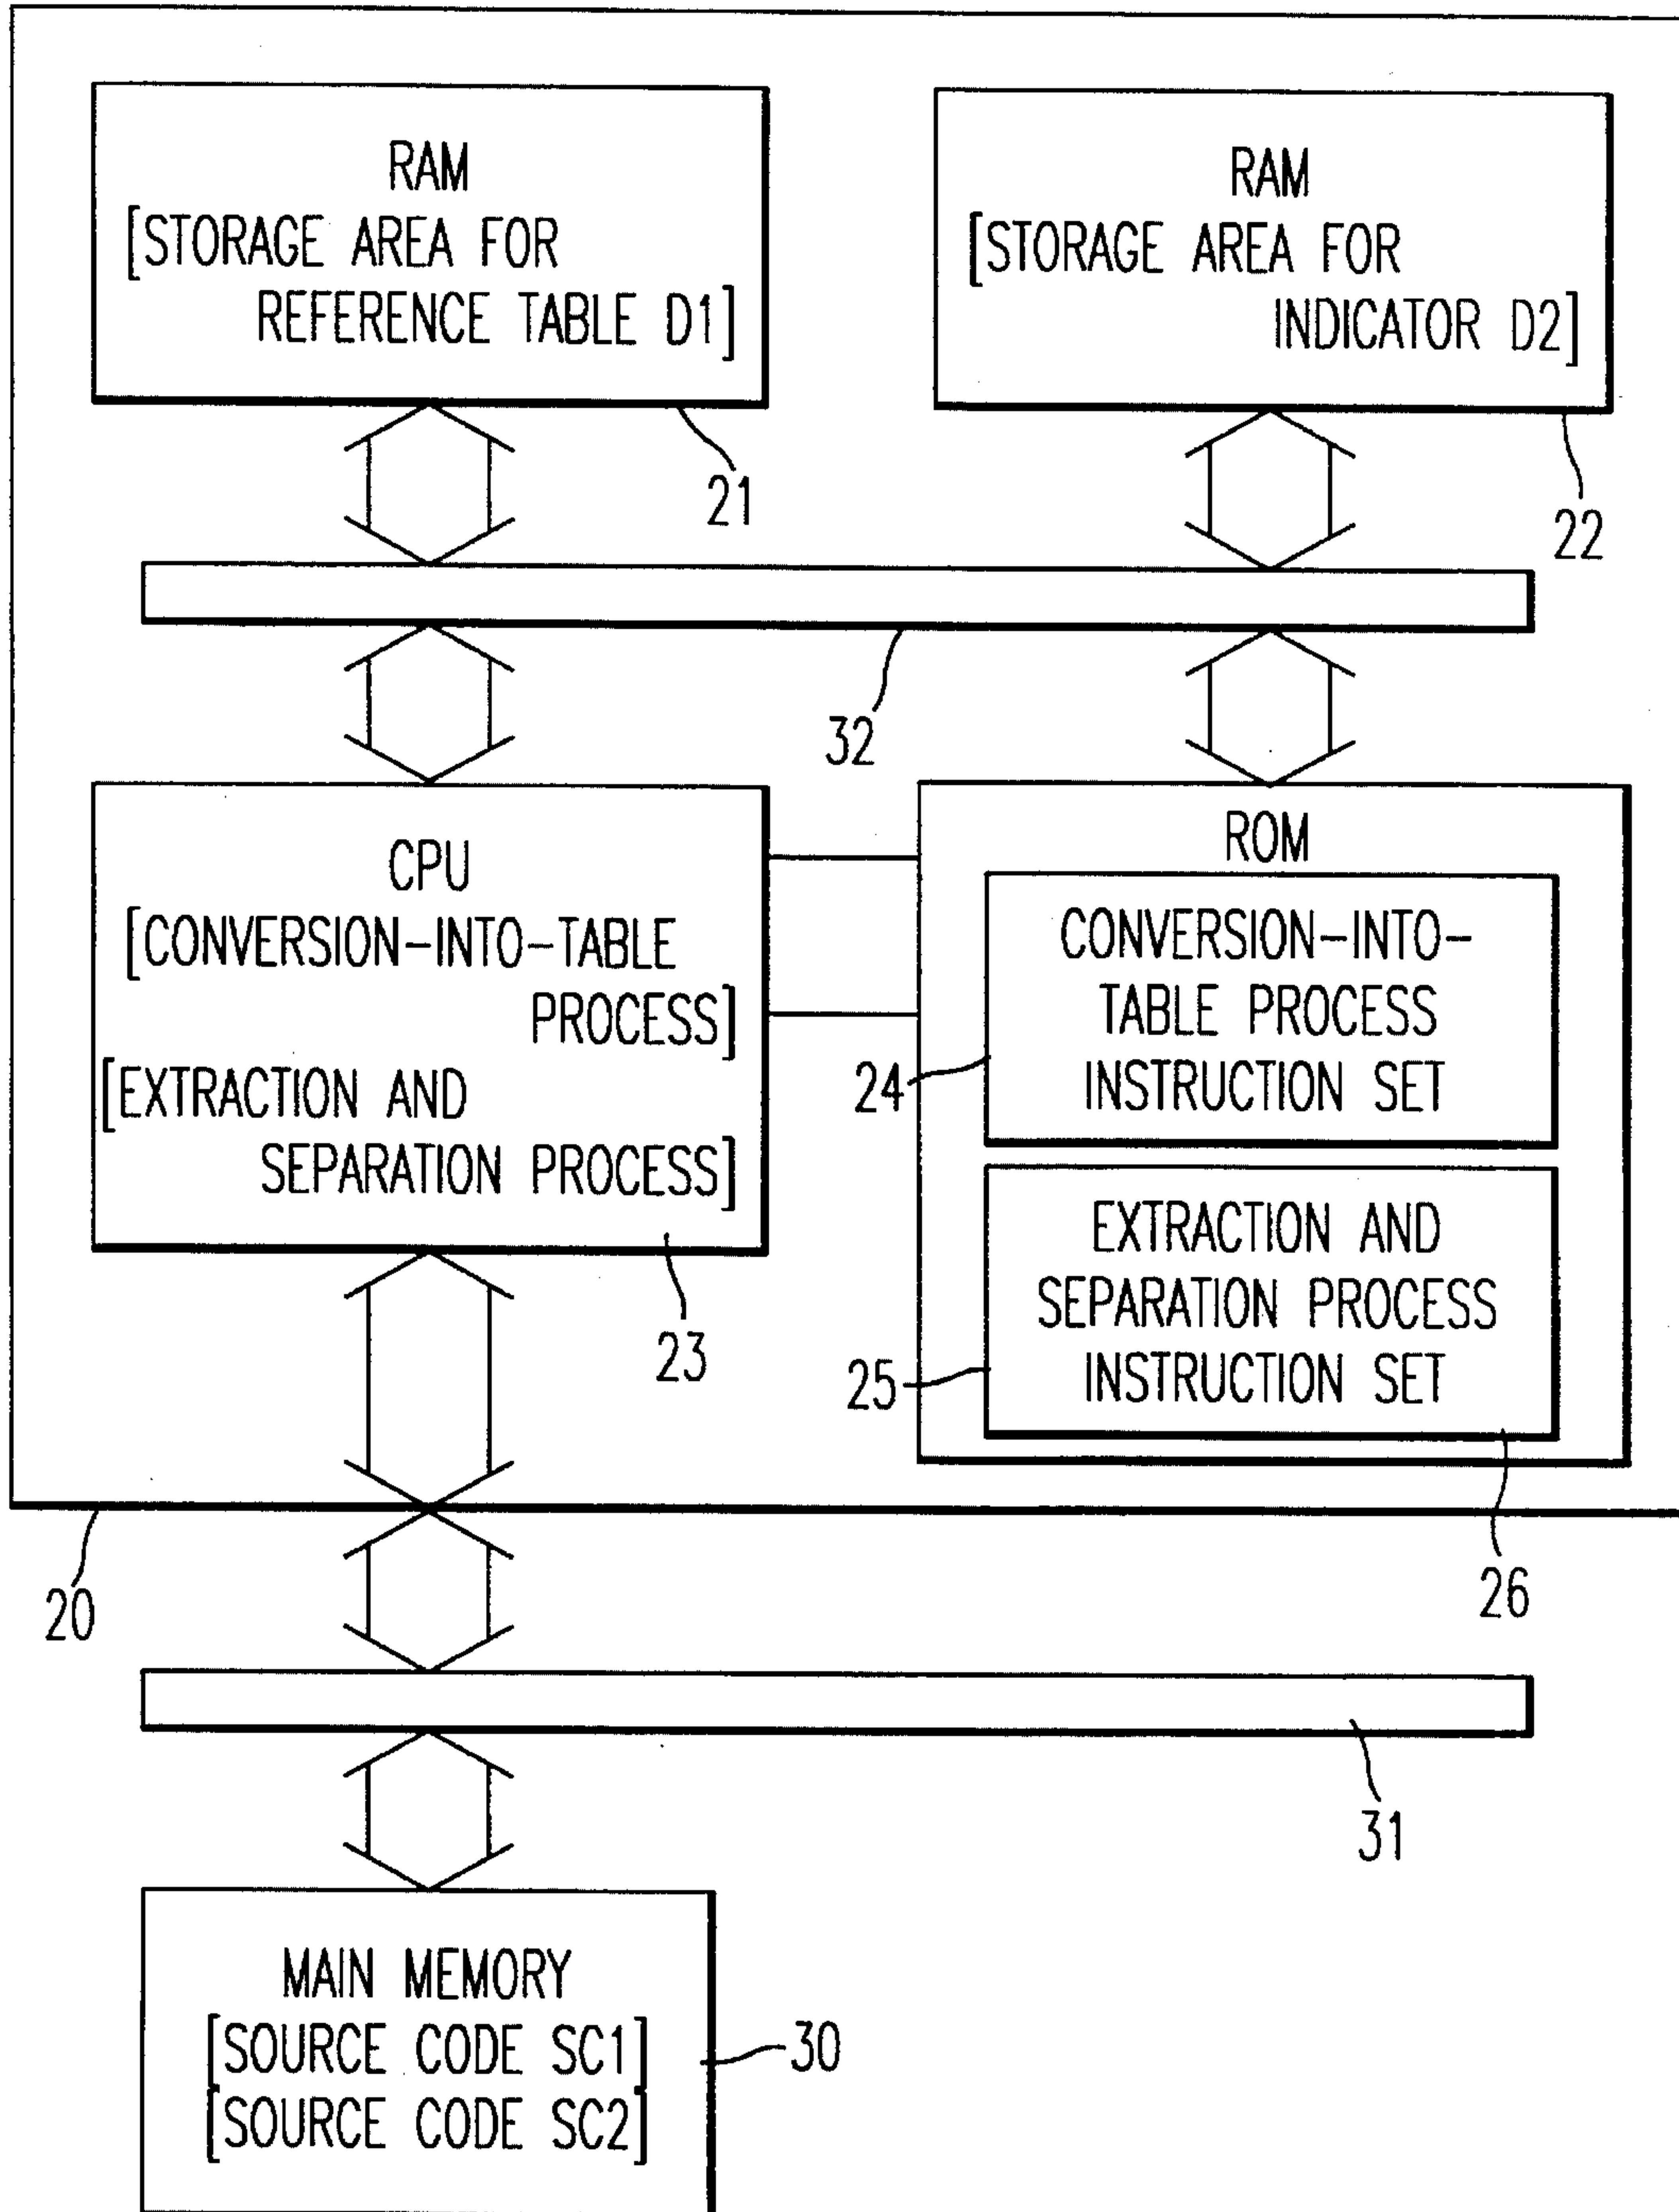 RAM
[STORAGE AREA FOR
REFERENCE TABLE D1]
21
RAM
[STORAGE AREA FOR
INDICATOR D2]
22
32
CPU
[CONVERSION-INTO-TABLE
PROCESS]
[EXTRACTION AND
SEPARATION PROCESS]
23
ROM
CONVERSION-INTO-
TABLE PROCESS
INSTRUCTION SET
24
EXTRACTION AND
SEPARATION PROCESS
INSTRUCTION SET
25
26
20
31
MAIN MEMORY
[SOURCE CODE SC1]
[SOURCE CODE SC2]
30